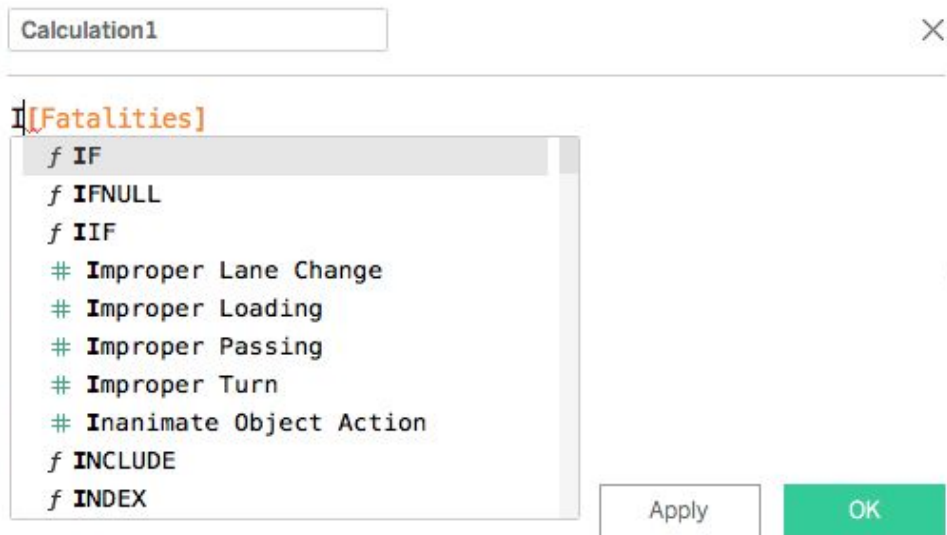 Calculation1
I[Fatalities]
f IF
f IFNULL
f IIF
# Improper Lane Change
# Improper Loading
# Improper Passing
# Improper Turn
# Inanimate Object Action
f INCLUDE
f INDEX
Apply OK